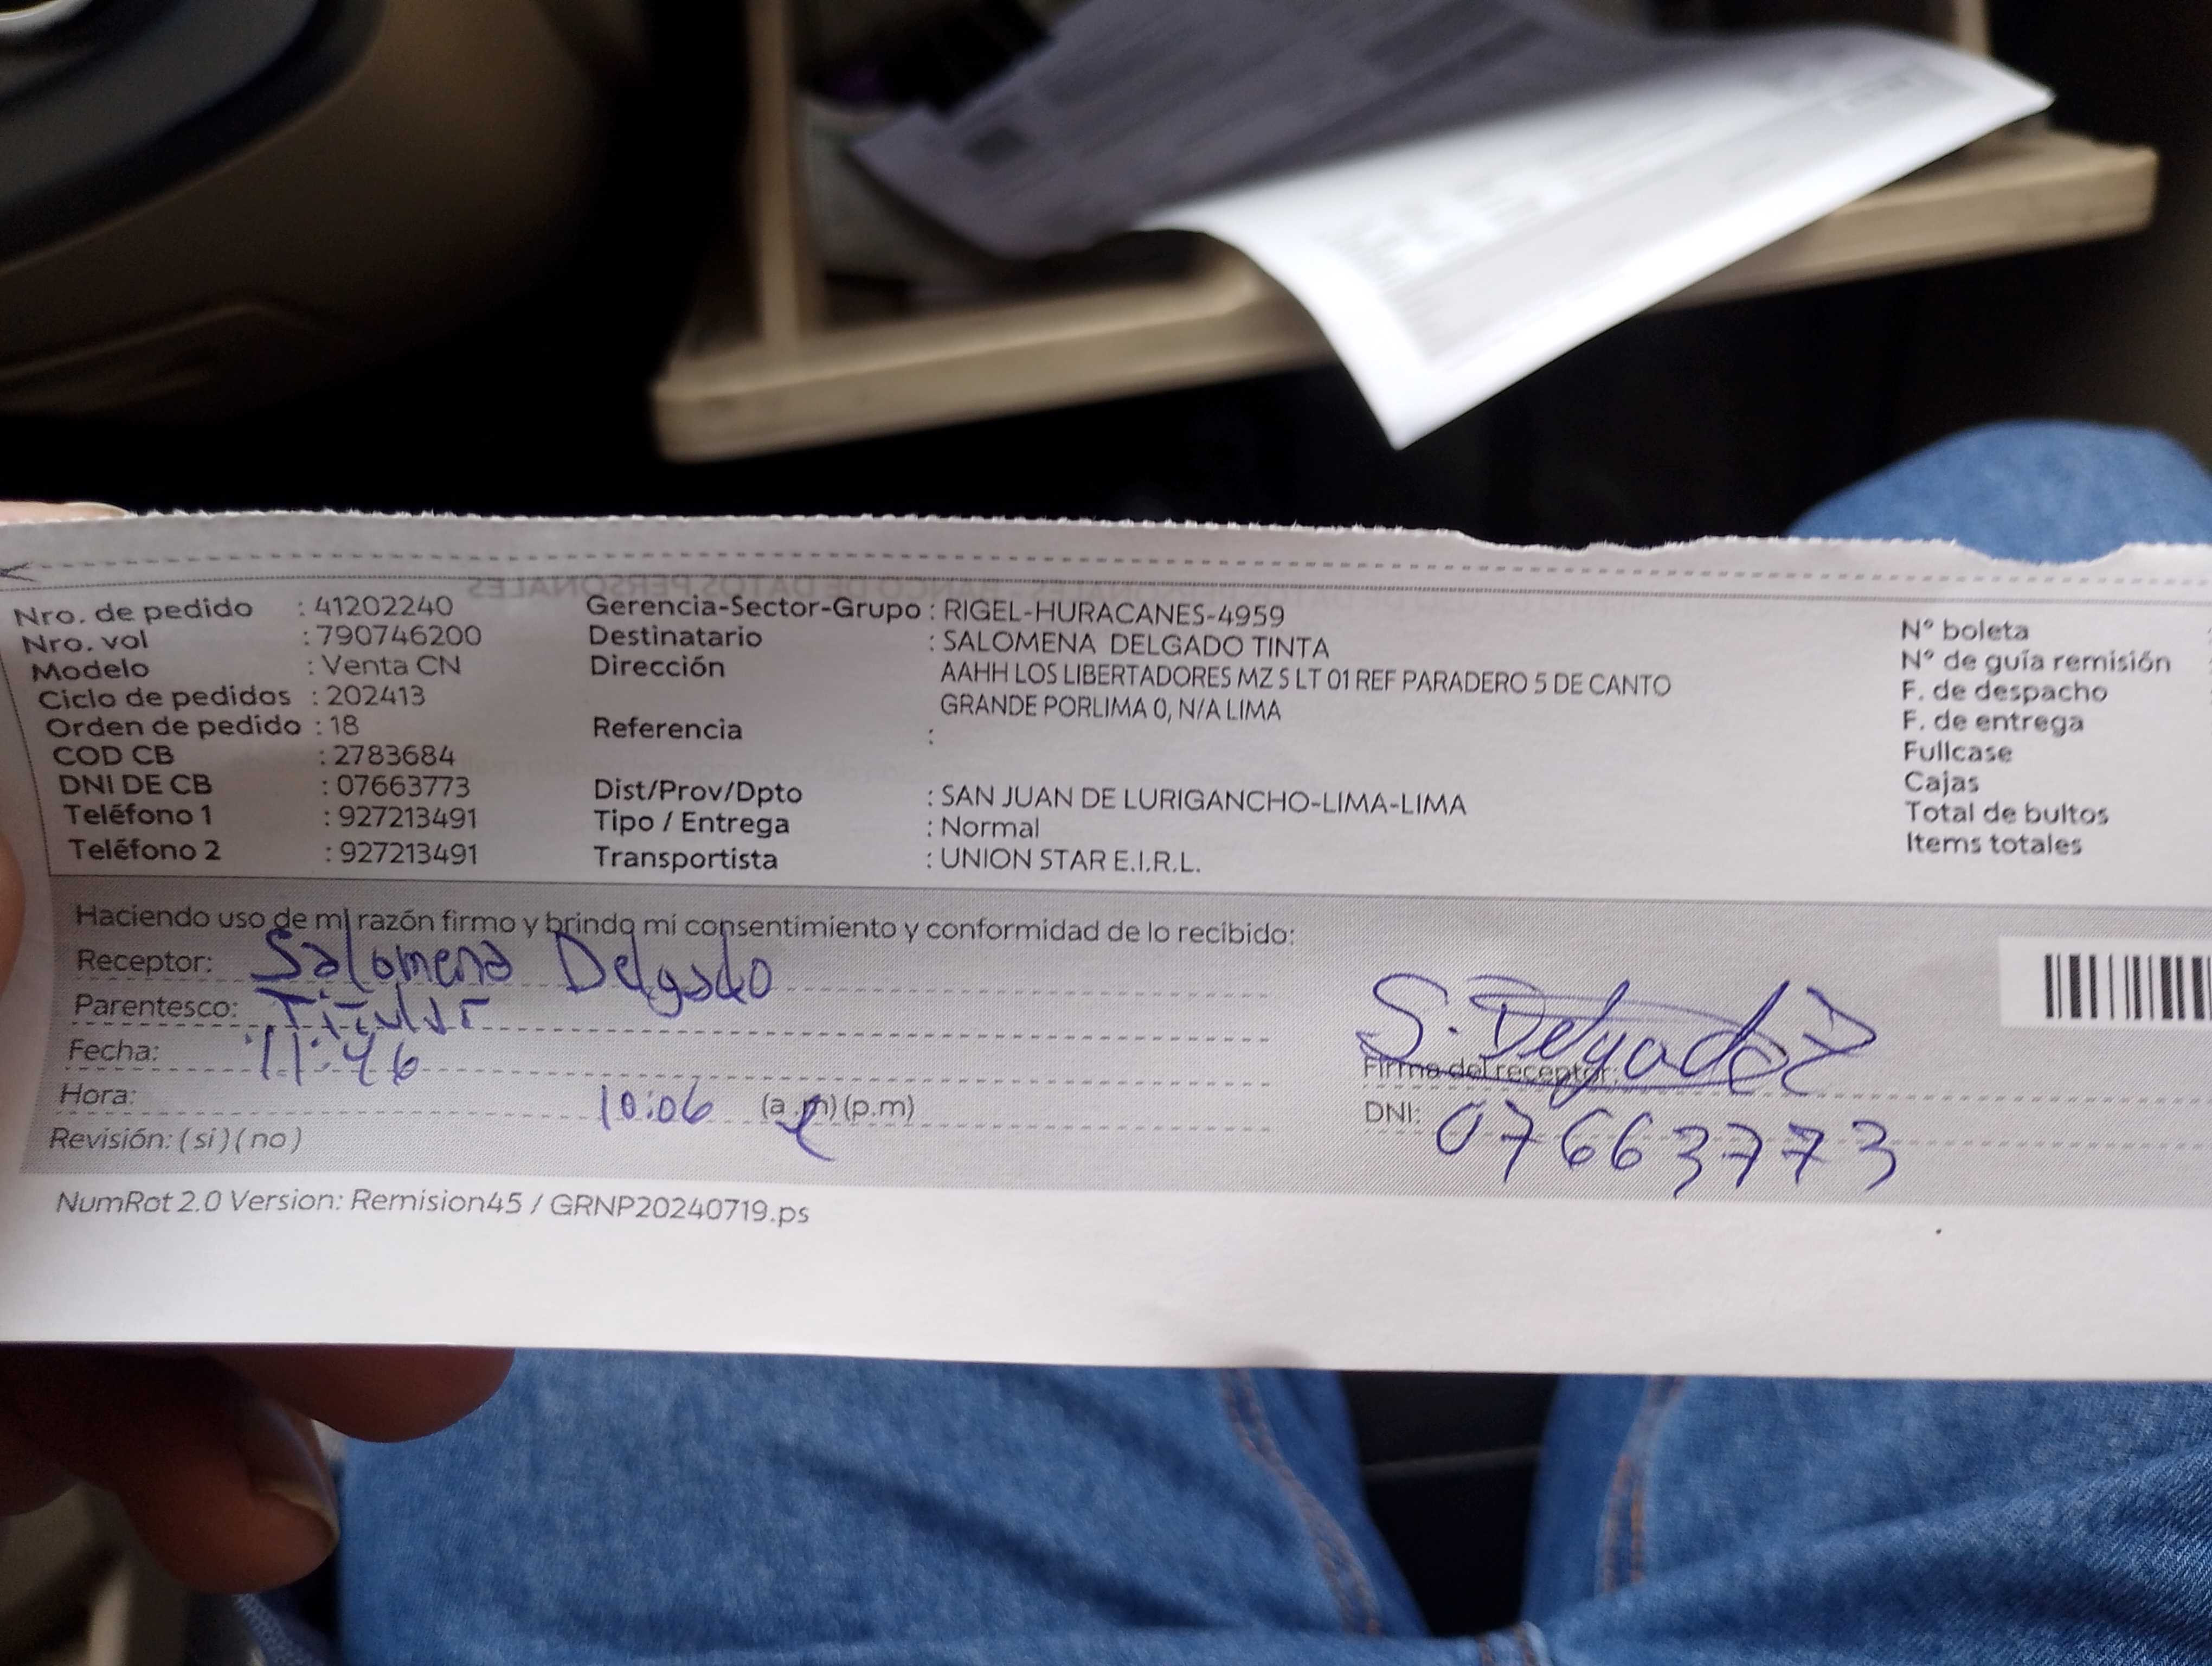 Nro. de pedido : 41202240
Nro. vol : 790746200
Modelo : Venta CN
Ciclo de pedidos : 202413
Orden de pedido : 18
COD CB : 2783684
DNI DE CB : 07663773
Teléfono 1 : 927213491
Teléfono 2 : 927213491
Gerencia-Sector-Grupo : RIGEL-HURACANES-4959
Destinatario : SALOMENA DELGADO TINTA
Dirección AAHH LOS LIBERTADORES MZ S LT 01 REF PARADERO 5 DE CANTO
GRANDE PORLIMA 0, N/A LIMA
Referencia :
Dist/Prov/Dpto : SAN JUAN DE LURIGANCHO-LIMA-LIMA
Tipo / Entrega : Normal
Transportista : UNION STAR E.I.R.L.
N° boleta
N° de guía remisión
F. de despacho
F. de entrega
Fullcase
Cajas
Total de bultos
Items totales
Haciendo uso de mi razón firmo y brindo mi consentimiento y conformidad de lo recibido:
Receptor: Salomena Delgado
Parentesco: Titular
Fecha: 11:46
Hora: 10:06 (a.m) (p.m)
Revisión: (si) (no)
S. Delgado
Firma del receptor:
DNI: 07663773
NumRot 2.0 Version: Remision45 / GRNP20240719.ps